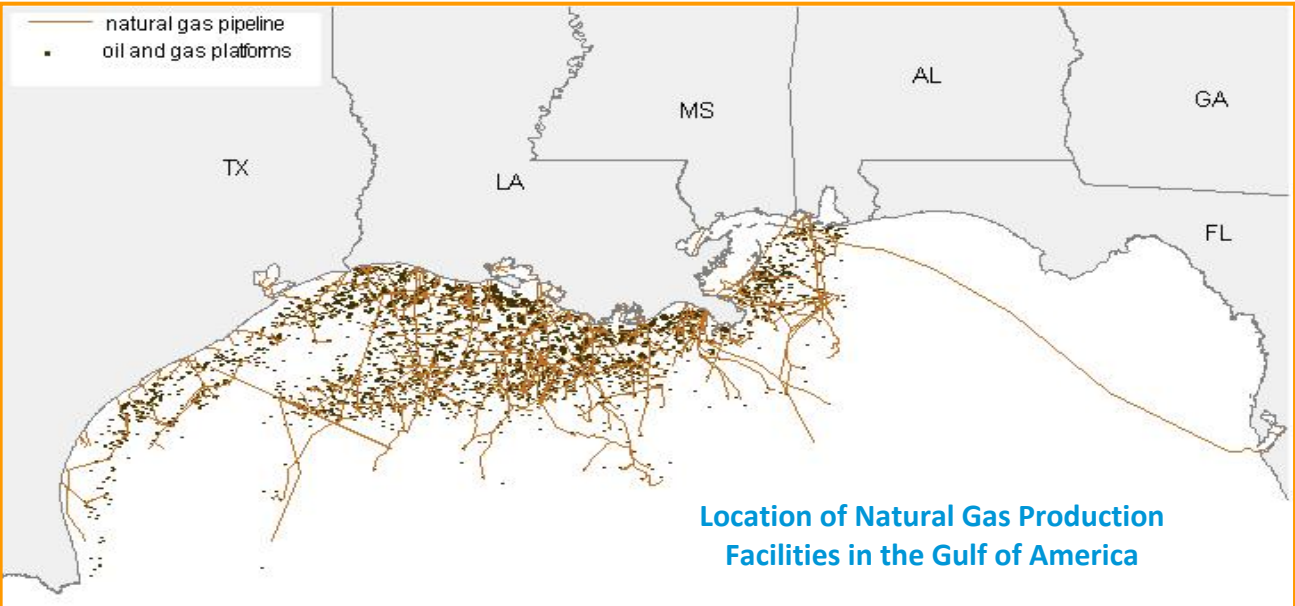 natural gas pipeline
oil and gas platforms
AL
GA
MS
TX
LA
FL
Location of Natural Gas Production
Facilities in the Gulf of America